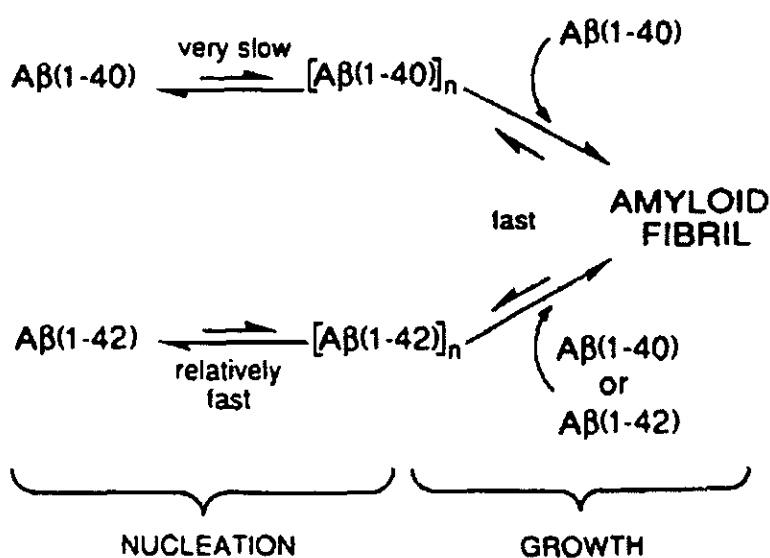 Aβ(1-40)
very slow
[Aβ(1-40)]n
Aβ(1-40)
fast
AMYLOID
FIBRIL
Aβ(1-42)
relatively
fast
[Aβ(1-42)]n
Aβ(1-40)
or
Aβ(1-42)
NUCLEATION
GROWTH